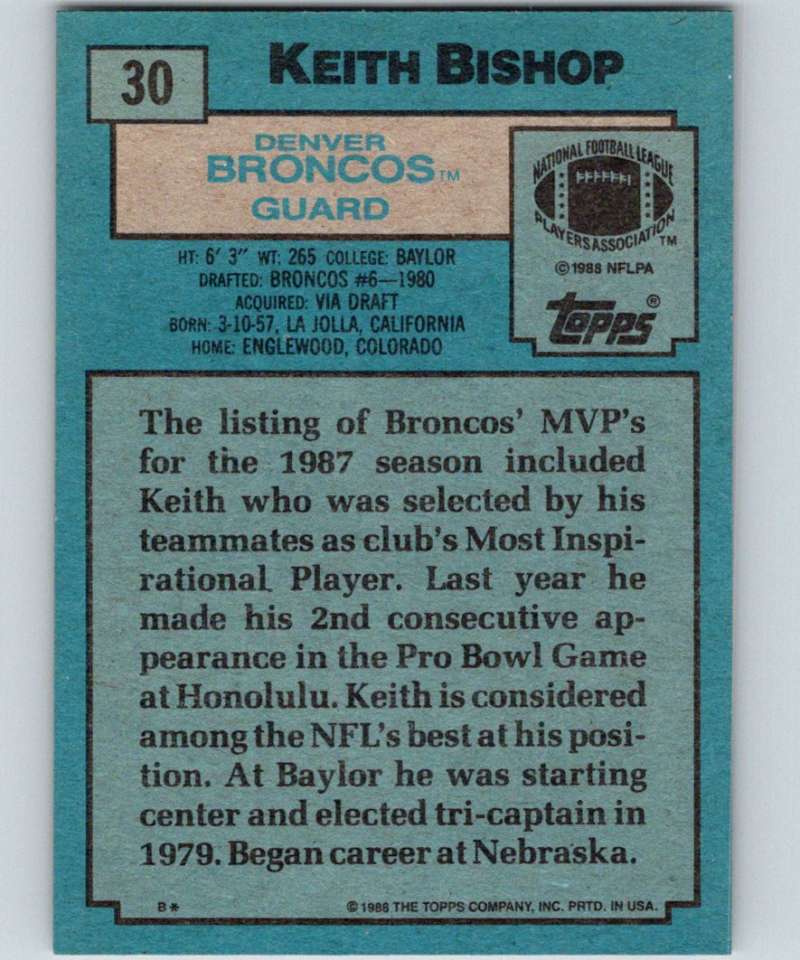 30
KEITH BISHOP
DENVER
BRONCOS™
GUARD
NATIONAL FOOTBALL LEAGUE
PLAYERS ASSOCIATION™
©1988 NFLPA
topps®
HT: 6' 3" WT: 265 COLLEGE: BAYLOR
DRAFTED: BRONCOS #6—1980
ACQUIRED: VIA DRAFT
BORN: 3-10-57, LA JOLLA, CALIFORNIA
HOME: ENGLEWOOD, COLORADO
The listing of Broncos' MVP's
for the 1987 season included
Keith who was selected by his
teammates as club's Most Inspi-
rational Player. Last year he
made his 2nd consecutive ap-
pearance in the Pro Bowl Game
at Honolulu. Keith is considered
among the NFL's best at his posi-
tion. At Baylor he was starting
center and elected tri-captain in
1979. Began career at Nebraska.
B* ©1988 THE TOPPS COMPANY, INC. PRTD. IN USA.